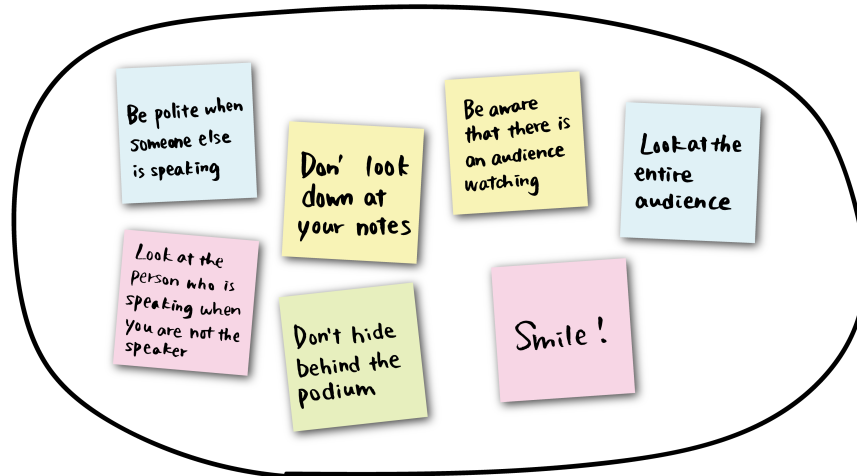 Be polite when
someone else
is speaking
Don' look
down at
your notes
Be aware
that there is
an audience
watching
Look at the
entire
audience
Look at the
person who is
speaking when
you are not the
speaker
Don't hide
behind the
podium
Smile!